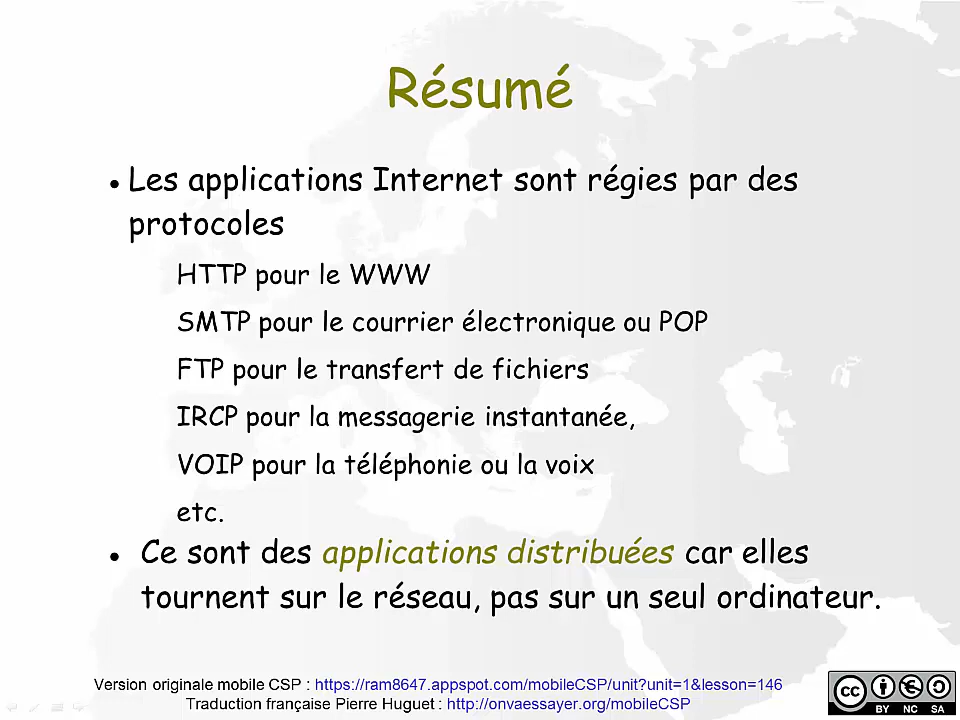 Résumé
• Les applications Internet sont régies par des
protocoles
HTTP pour le WWW
SMTP pour le courrier électronique ou POP
FTP pour le transfert de fichiers
IRCP pour la messagerie instantanée,
VOIP pour la téléphonie ou la voix
etc.
• Ce sont des applications distribuées car elles
tournent sur le réseau, pas sur un seul ordinateur.
Version originale mobile CSP : https://ram8647.appspot.com/mobileCSP/unit?unit=1&lesson=146
Traduction française Pierre Huguet : http://onvaessayer.org/mobileCSP
cc BY NC SA